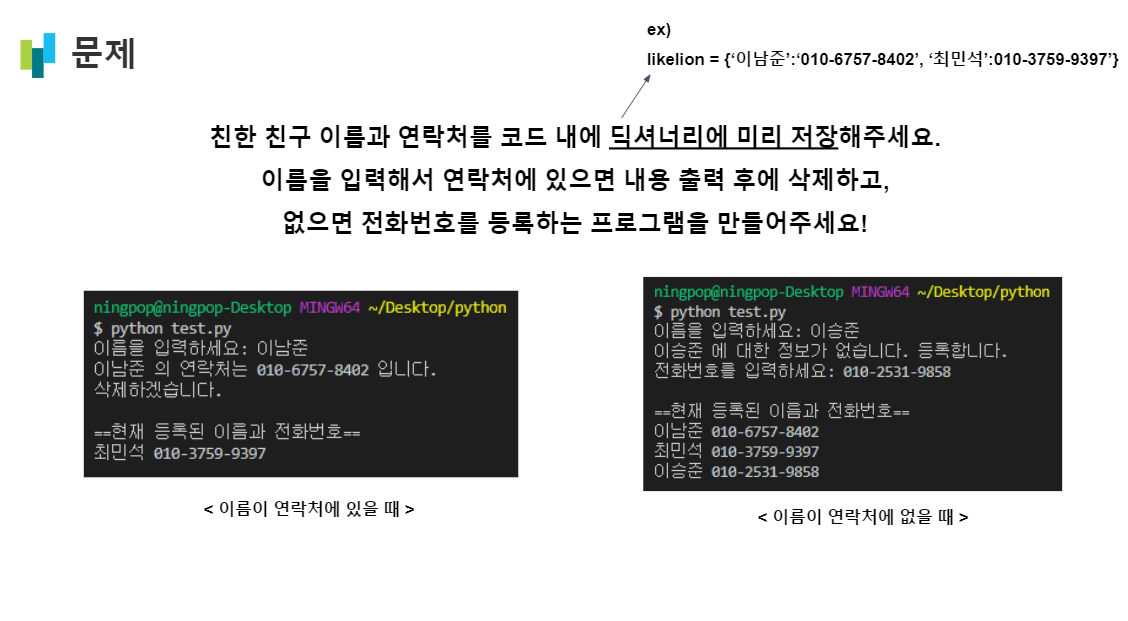 문제
ex)
likelion = {‘이남준’:‘010-6757-8402’, ‘최민석’:010-3759-9397’}
친한 친구 이름과 연락처를 코드 내에 딕셔너리에 미리 저장해주세요.
이름을 입력해서 연락처에 있으면 내용 출력 후에 삭제하고,
없으면 전화번호를 등록하는 프로그램을 만들어주세요!
ningpop@ningpop-Desktop MINGW64 ~/Desktop/python
$ python test.py
이름을 입력하세요: 이남준
이남준 의 연락처는 010-6757-8402 입니다.
삭제하겠습니다.
==현재 등록된 이름과 전화번호==
최민석 010-3759-9397
< 이름이 연락처에 있을 때 >
ningpop@ningpop-Desktop MINGW64 ~/Desktop/python
$ python test.py
이름을 입력하세요: 이승준
이승준 에 대한 정보가 없습니다. 등록합니다.
전화번호를 입력하세요: 010-2531-9858
==현재 등록된 이름과 전화번호==
이남준 010-6757-8402
최민석 010-3759-9397
이승준 010-2531-9858
< 이름이 연락처에 없을 때 >